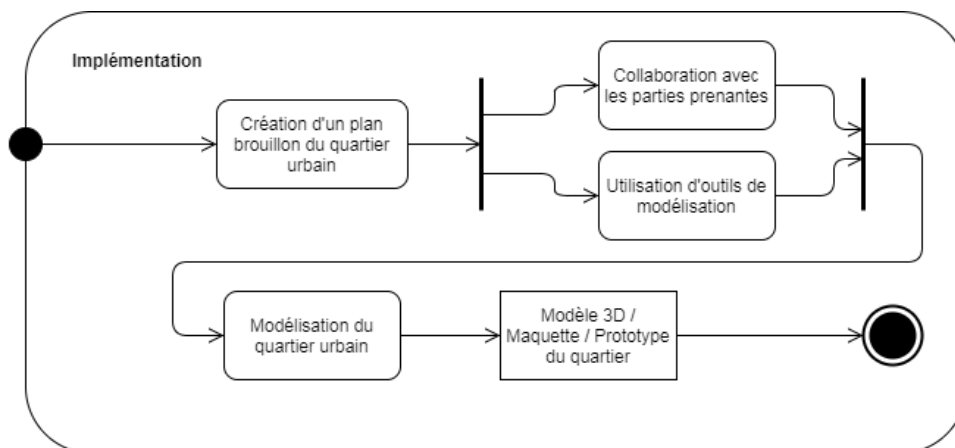 Implémentation
Création d'un plan
brouillon du quartier
urbain
Collaboration avec
les parties prenantes
Utilisation d'outils de
modélisation
Modélisation du
quartier urbain
Modèle 3D /
Maquette / Prototype
du quartier